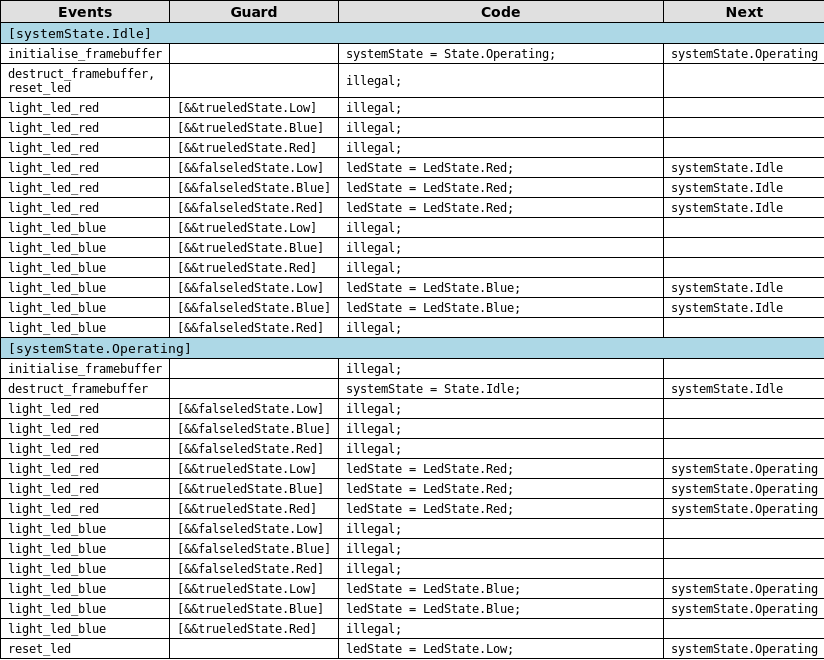 Events Guard Code Next
[systemState.Idle]
initialise_framebuffer systemState = State.Operating; systemState.Operating
destruct_framebuffer,
reset_led illegal;
light_led_red [&&trueledState.Low] illegal;
light_led_red [&&trueledState.Blue] illegal;
light_led_red [&&trueledState.Red] illegal;
light_led_red [&&falseledState.Low] ledState = LedState.Red; systemState.Idle
light_led_red [&&falseledState.Blue] ledState = LedState.Red; systemState.Idle
light_led_red [&&falseledState.Red] ledState = LedState.Red; systemState.Idle
light_led_blue [&&trueledState.Low] illegal;
light_led_blue [&&trueledState.Blue] illegal;
light_led_blue [&&trueledState.Red] illegal;
light_led_blue [&&falseledState.Low] ledState = LedState.Blue; systemState.Idle
light_led_blue [&&falseledState.Blue] ledState = LedState.Blue; systemState.Idle
light_led_blue [&&falseledState.Red] illegal;
[systemState.Operating]
initialise_framebuffer illegal;
destruct_framebuffer systemState = State.Idle; systemState.Idle
light_led_red [&&falseledState.Low] illegal;
light_led_red [&&falseledState.Blue] illegal;
light_led_red [&&falseledState.Red] illegal;
light_led_red [&&trueledState.Low] ledState = LedState.Red; systemState.Operating
light_led_red [&&trueledState.Blue] ledState = LedState.Red; systemState.Operating
light_led_red [&&trueledState.Red] ledState = LedState.Red; systemState.Operating
light_led_blue [&&falseledState.Low] illegal;
light_led_blue [&&falseledState.Blue] illegal;
light_led_blue [&&falseledState.Red] illegal;
light_led_blue [&&trueledState.Low] ledState = LedState.Blue; systemState.Operating
light_led_blue [&&trueledState.Blue] ledState = LedState.Blue; systemState.Operating
light_led_blue [&&trueledState.Red] illegal;
reset_led ledState = LedState.Low; systemState.Operating